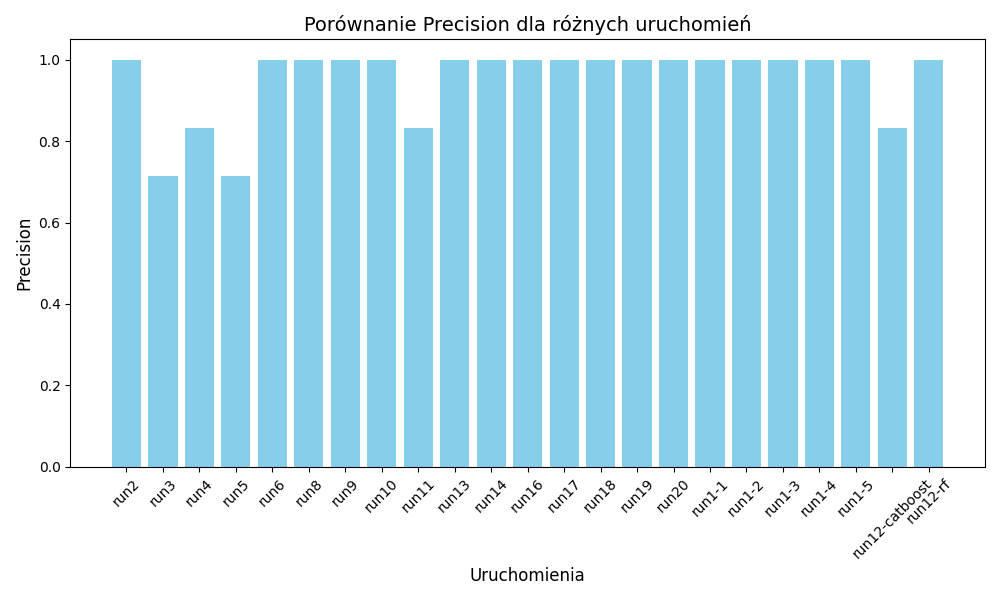 Porównanie Precision dla różnych uruchomień
Precision
1.0
0.8
0.6
0.4
0.2
0.0
run2
run3
run4
run5
run6
run8
run9
run10
run11
run13
run14
run16
run17
run18
run19
run20
run1-1
run1-2
run1-3
run1-4
run1-5
run12-catboost
run12-rf
Uruchomienia